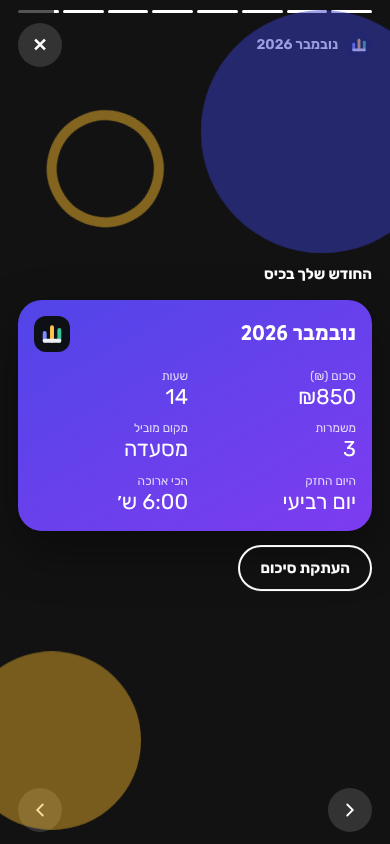 נובמבר 2026
החודש שלך בכיס
נובמבר 2026
סכום (₪)
₪850
שעות
14
משמרות
3
מקום מוביל
מסעדה
היום החזק
יום רביעי
הכי ארוכה
6:00 ש׳
העתקת סיכום